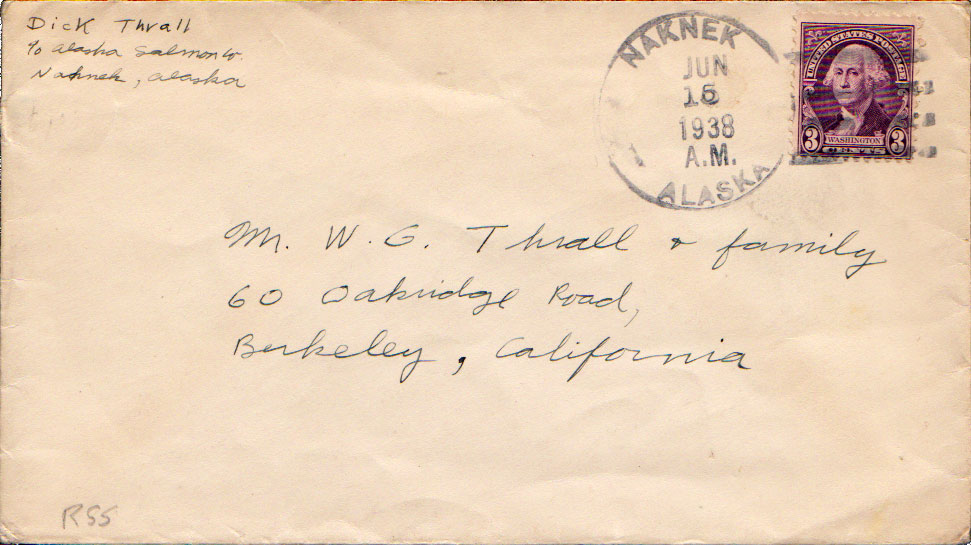 Dick Thrall
c/o Alaska Salmon Co.
Naknek, Alaska
NAKNEK
JUN
15
1938
A.M.
ALASKA
UNITED STATES POSTAGE
3 WASHINGTON 3
Mr. W. G. Thrall & family
60 Oakridge Road,
Berkeley, California
RSS